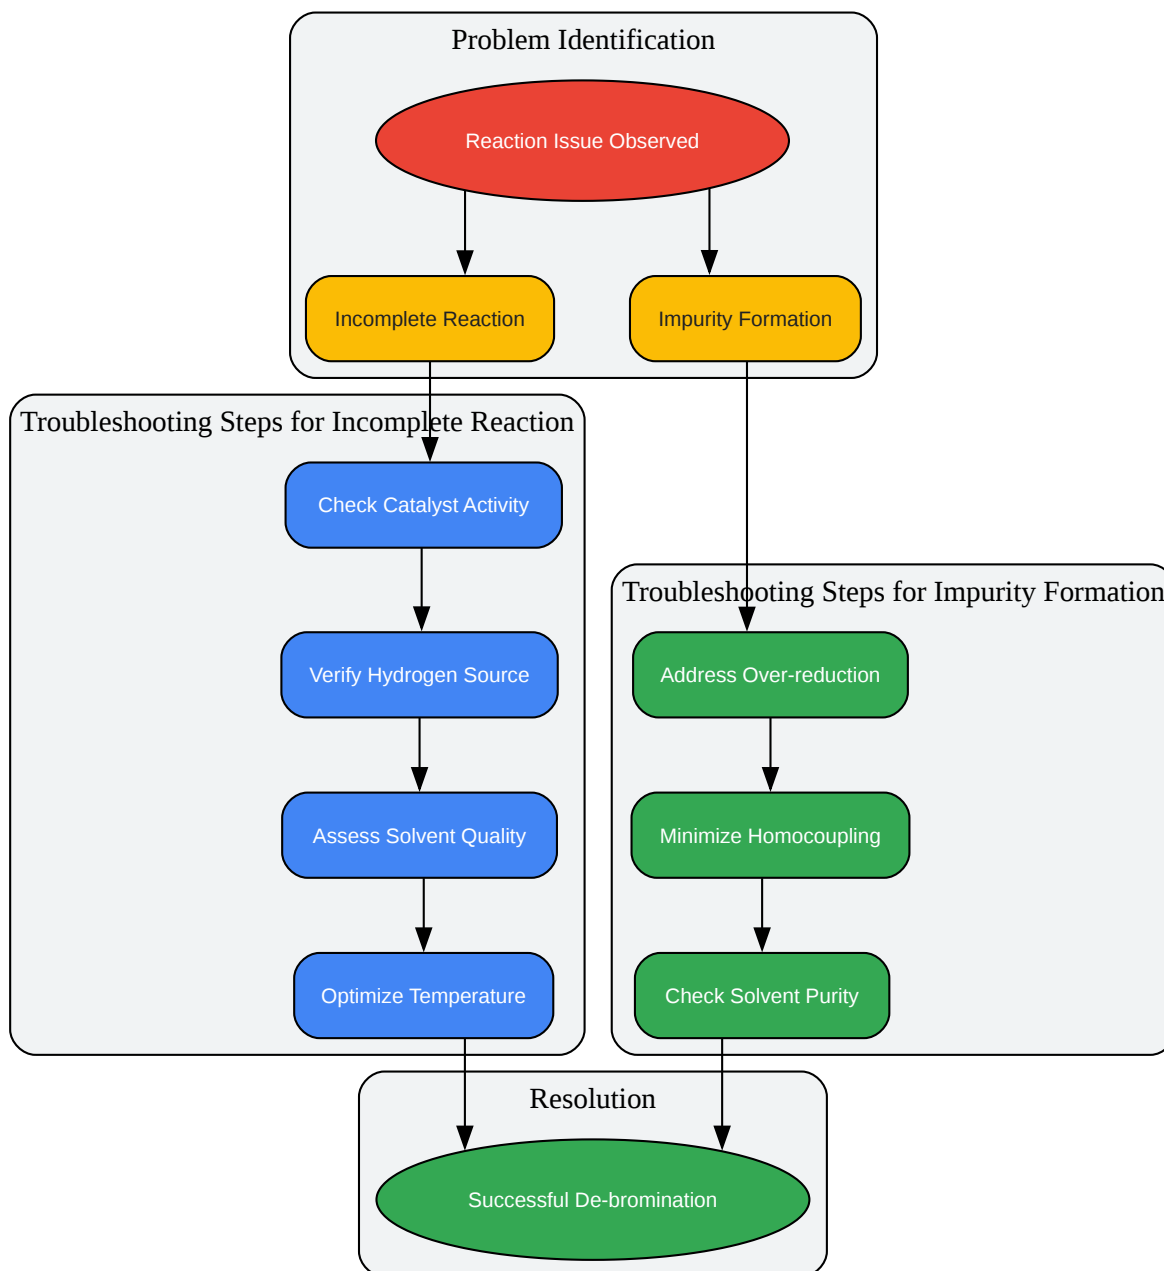 Problem Identification
Reaction Issue Observed
Incomplete Reaction
Impurity Formation
Troubleshooting Steps for Incomplete Reaction
Check Catalyst Activity
Verify Hydrogen Source
Assess Solvent Quality
Optimize Temperature
Troubleshooting Steps for Impurity Formation
Address Over-reduction
Minimize Homocoupling
Check Solvent Purity
Resolution
Successful De-bromination